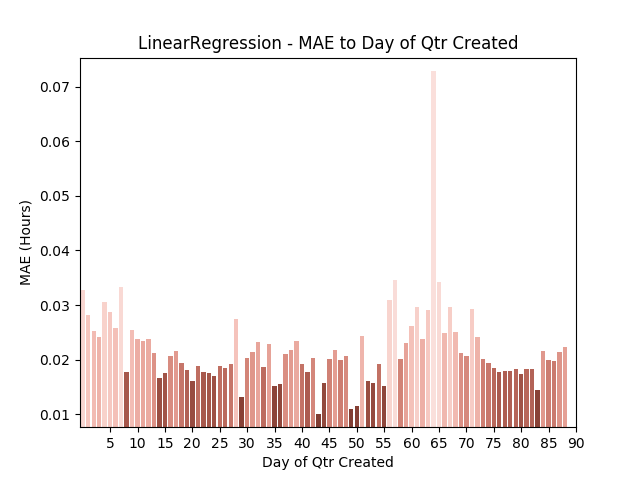 LinearRegression - MAE to Day of Qtr Created
MAE (Hours)
0.07
0.06
0.05
0.04
0.03
0.02
0.01
5 10 15 20 25 30 35 40 45 50 55 60 65 70 75 80 85 90
Day of Qtr Created